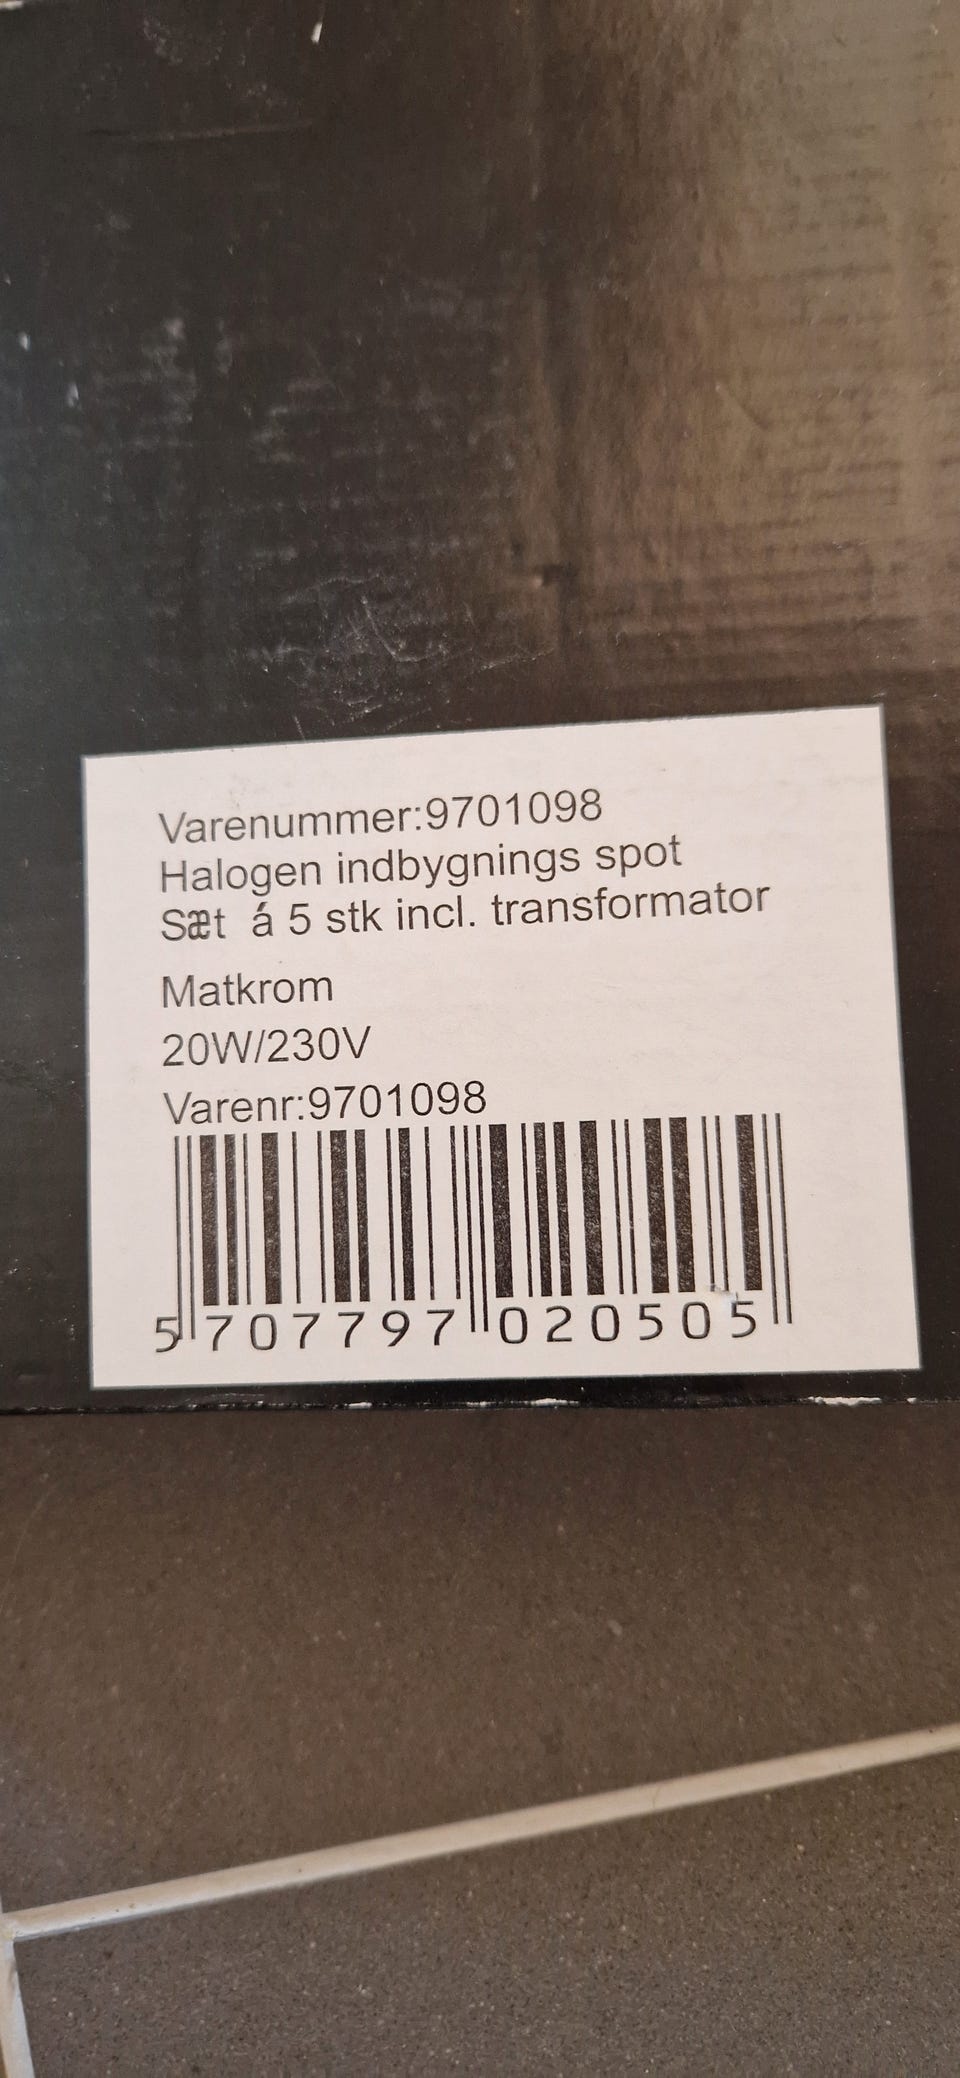 Varenummer:9701098
Halogen indbygnings spot
Sæt á 5 stk incl. transformator
Matkrom
20W/230V
Varenr:9701098
5 707797 020505